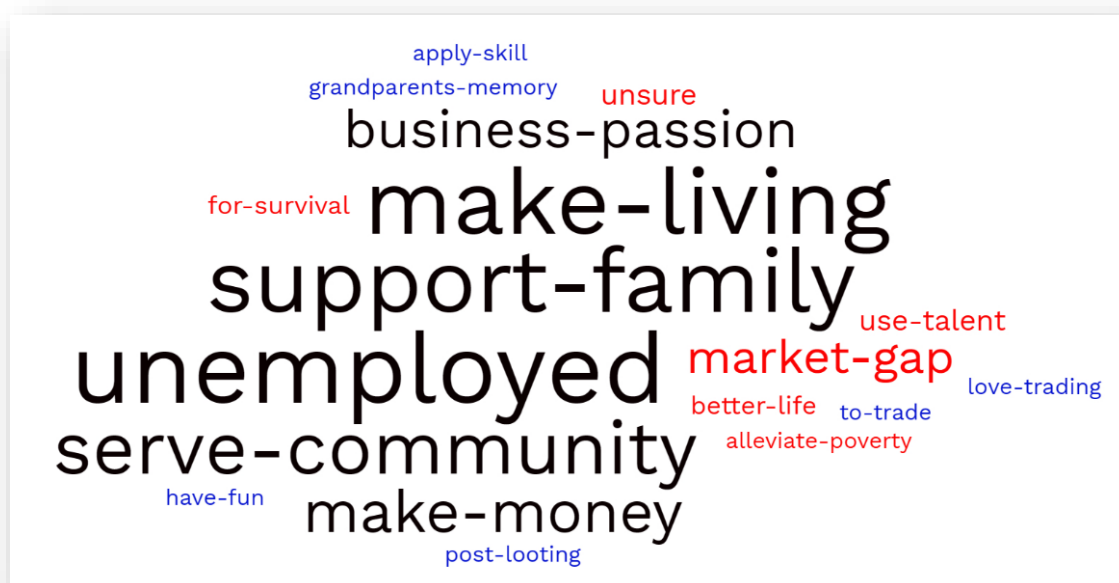 apply-skill
grandparents-memory
unsure
business-passion
make-living
for-survival
support-family
use-talent
unemployed
market-gap
love-trading
better-life
to-trade
alleviate-poverty
serve-community
have-fun
make-money
post-looting